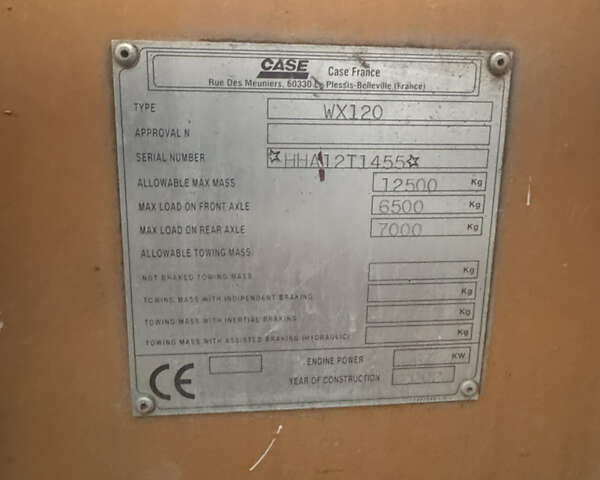 CASE Case France
Rue Des Meuniers, 60330 Le Plessis-Belleville (France)
TYPE WX120
APPROVAL N
SERIAL NUMBER ☆HHA12T1455☆
ALLOWABLE MAX MASS 12500 Kg
MAX LOAD ON FRONT AXLE 6500 Kg
MAX LOAD ON REAR AXLE 7000 Kg
ALLOWABLE TOWING MASS
NOT BRAKED TOWING MASS Kg
TOWING MASS WITH INDIPENDENT BRAKING Kg
TOWING MASS WITH INERTIAL BRAKING Kg
TOWING MASS WITH ASSISTED BRAKING (HYDRAULIC) Kg
CE ENGINE POWER KW
YEAR OF CONSTRUCTION